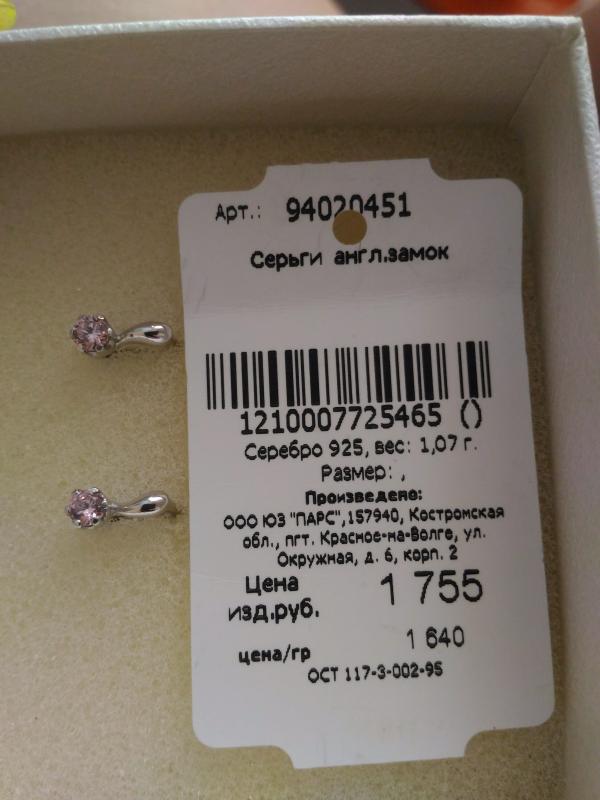 Арт.: 94020451
Серьги англ.замок
1210007725465 ()
Серебро 925, вес: 1,07 г.
Размер: ,
Произведено:
ООО ЮЗ "ПАРС",157940, Костромская
обл., пгт. Красное-на-Волге, ул.
Окружная, д. 6, корп. 2
Цена изд.руб. 1 755
цена/гр 1 640
ОСТ 117-3-002-95